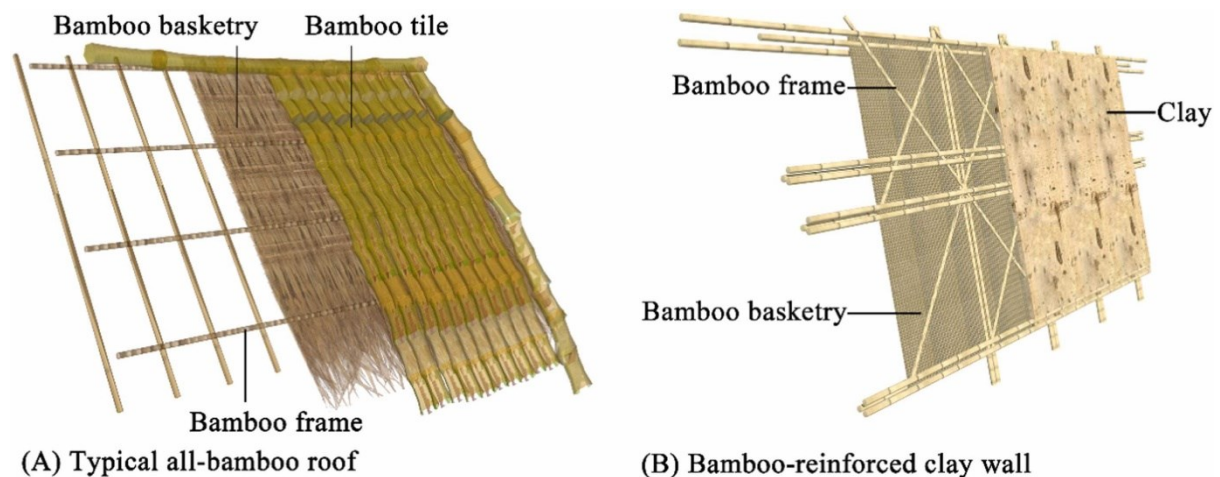 Bamboo basketry
Bamboo tile
Bamboo frame
(A) Typical all-bamboo roof
Bamboo frame
Clay
Bamboo basketry
(B) Bamboo-reinforced clay wall